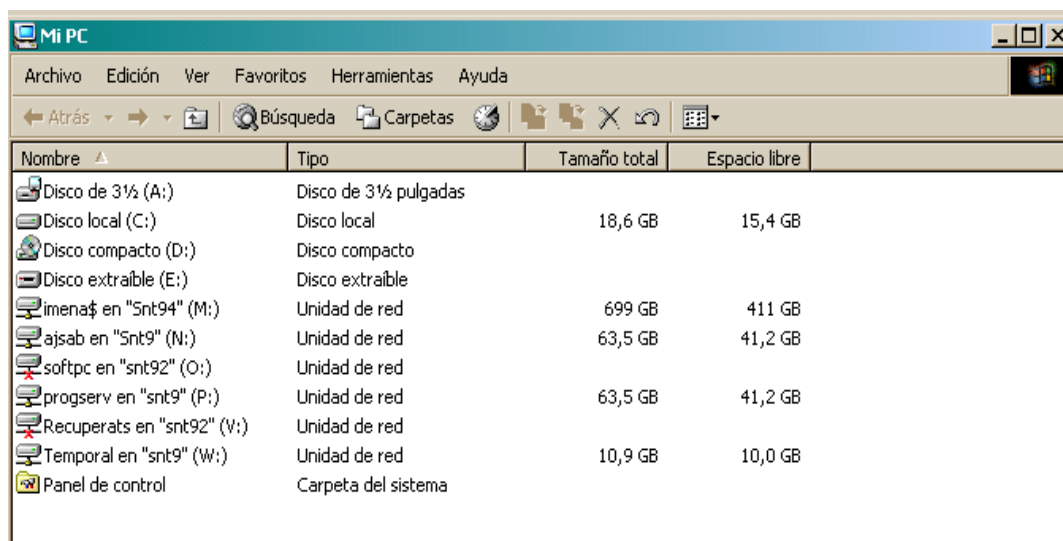 Mi PC
Archivo Edición Ver Favoritos Herramientas Ayuda
Atrás Búsqueda Carpetas
Nombre Tipo Tamaño total Espacio libre
Disco de 3½ (A:) Disco de 3½ pulgadas
Disco local (C:) Disco local 18,6 GB 15,4 GB
Disco compacto (D:) Disco compacto
Disco extraíble (E:) Disco extraíble
imena$ en "Snt94" (M:) Unidad de red 699 GB 411 GB
ajsab en "Snt9" (N:) Unidad de red 63,5 GB 41,2 GB
softpc en "snt92" (O:) Unidad de red
progserv en "snt9" (P:) Unidad de red 63,5 GB 41,2 GB
Recuperats en "snt92" (V:) Unidad de red
Temporal en "snt9" (W:) Unidad de red 10,9 GB 10,0 GB
Panel de control Carpeta del sistema